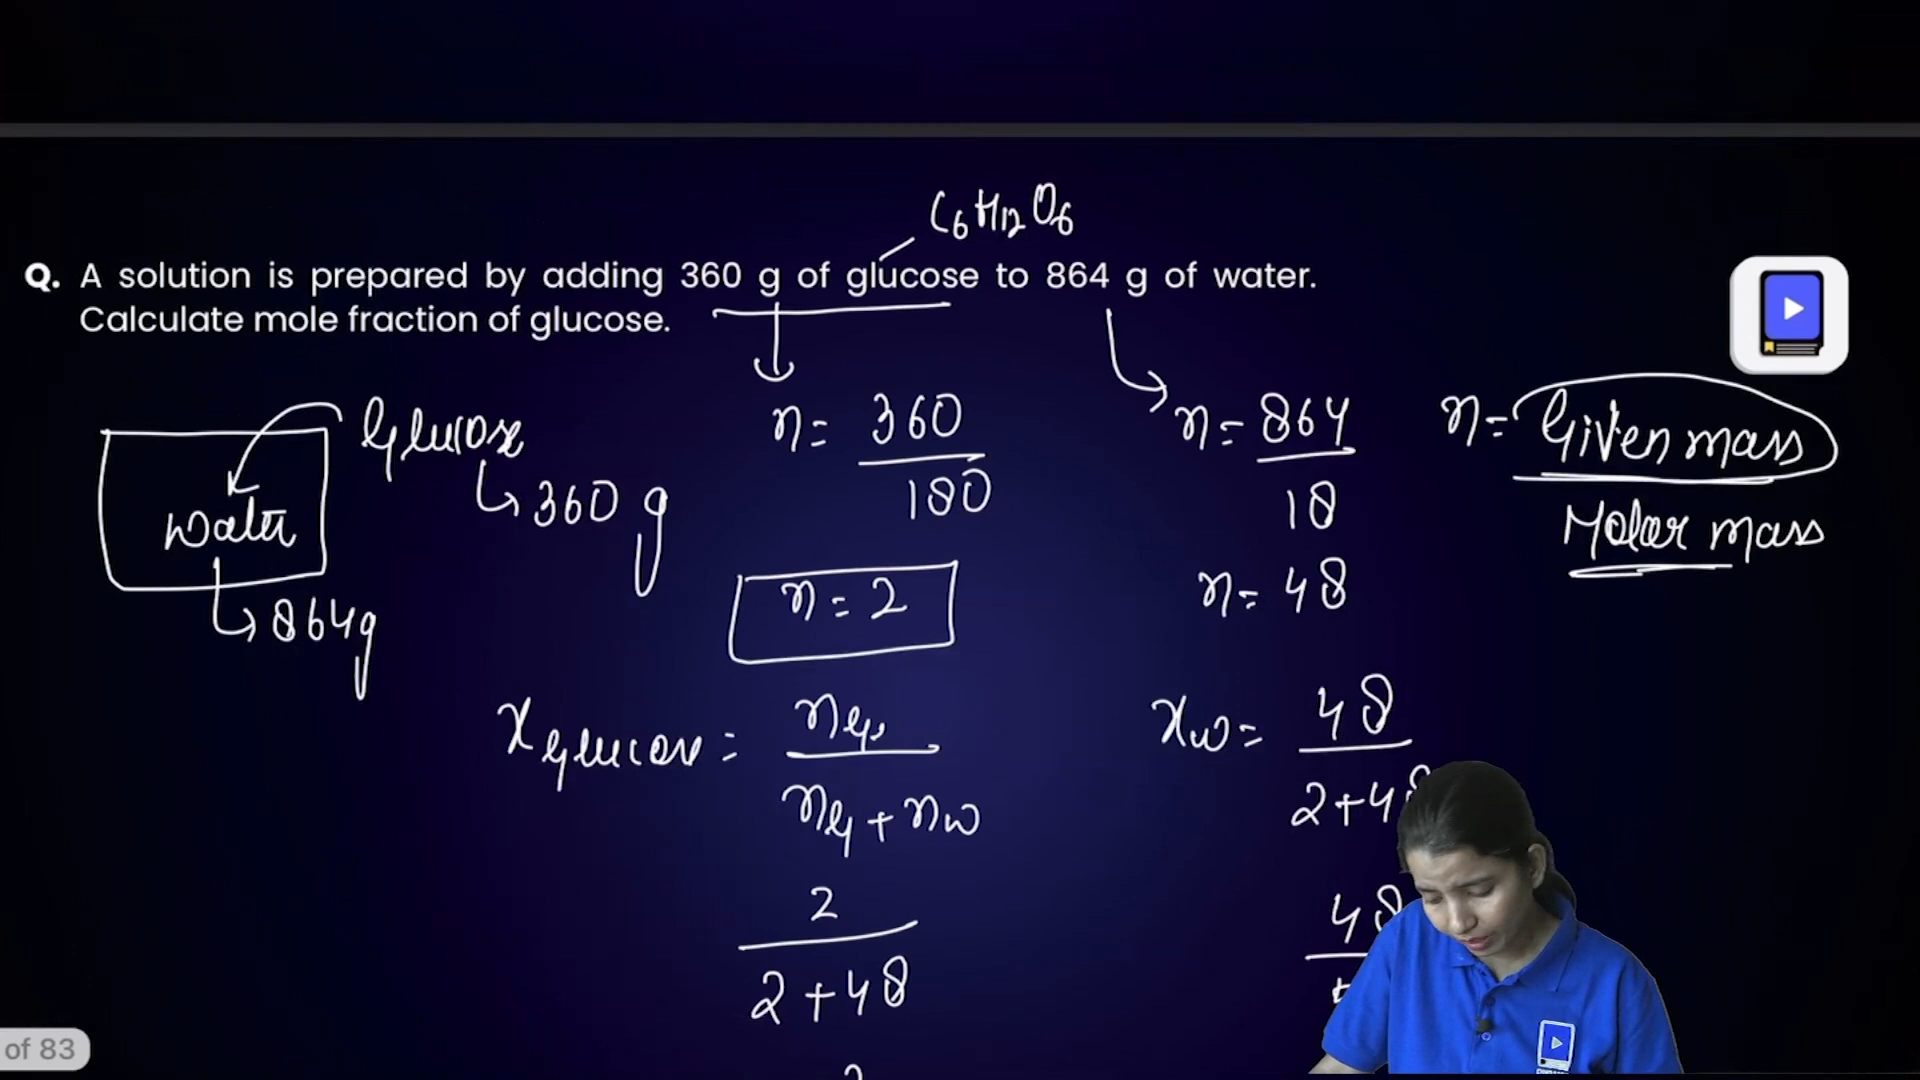 C6H12O6
Q. A solution is prepared by adding 360 g of glucose to 864 g of water.
Calculate mole fraction of glucose.
Glucose
↳ 360 g
water
↳ 864g
n = 360
180
n = 2
n = 864
18
n = 48
n = Given mass
Molar mass
x glucose =
n + nw
2
2 + 48
xw = 48
2 + 48
48
of 83